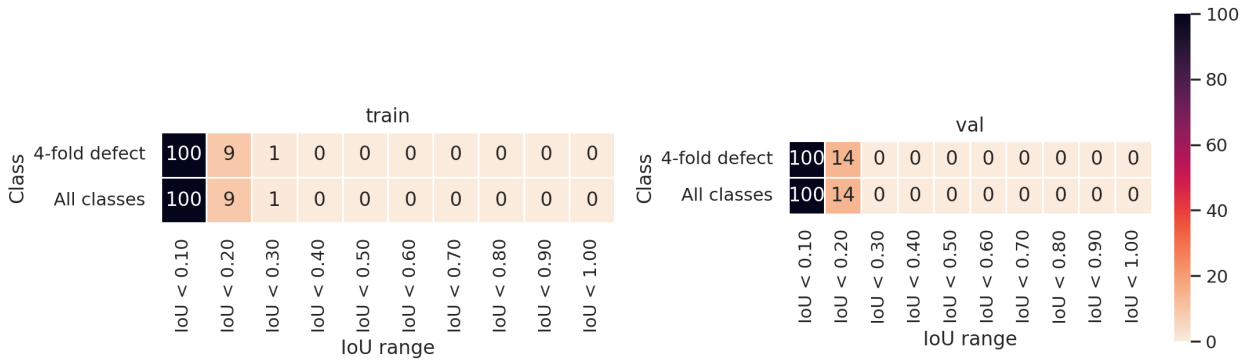 train
Class
4-fold defect 100 9 1 0 0 0 0 0 0 0
All classes 100 9 1 0 0 0 0 0 0 0
IoU < 0.10 IoU < 0.20 IoU < 0.30 IoU < 0.40 IoU < 0.50 IoU < 0.60 IoU < 0.70 IoU < 0.80 IoU < 0.90 IoU < 1.00
IoU range
val
Class
4-fold defect 100 14 0 0 0 0 0 0 0 0
All classes 100 14 0 0 0 0 0 0 0 0
IoU < 0.10 IoU < 0.20 IoU < 0.30 IoU < 0.40 IoU < 0.50 IoU < 0.60 IoU < 0.70 IoU < 0.80 IoU < 0.90 IoU < 1.00
IoU range
100
80
60
40
20
0